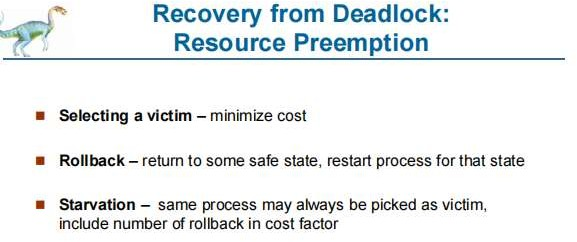 Recovery from Deadlock:
Resource Preemption
■ Selecting a victim – minimize cost
■ Rollback – return to some safe state, restart process for that state
■ Starvation – same process may always be picked as victim,
include number of rollback in cost factor